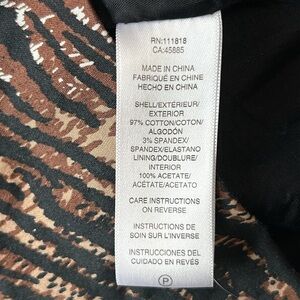 RN:111818
CA:45885
MADE IN CHINA
FABRIQUÉ EN CHINE
HECHO EN CHINA
SHELL/EXTÉRIEUR/
EXTERIOR
97% COTTON/COTON/
ALGODÓN
3% SPANDEX/
SPANDEX/ELASTANO
LINING/DOUBLURE/
INTERIOR
100% ACETATE/
ACÉTATE/ACETATO
CARE INSTRUCTIONS
ON REVERSE
INSTRUCTIONS DE
SOIN SUR L'INVERSE
INSTRUCCIONES DEL
CUIDADO EN REVÉS
P